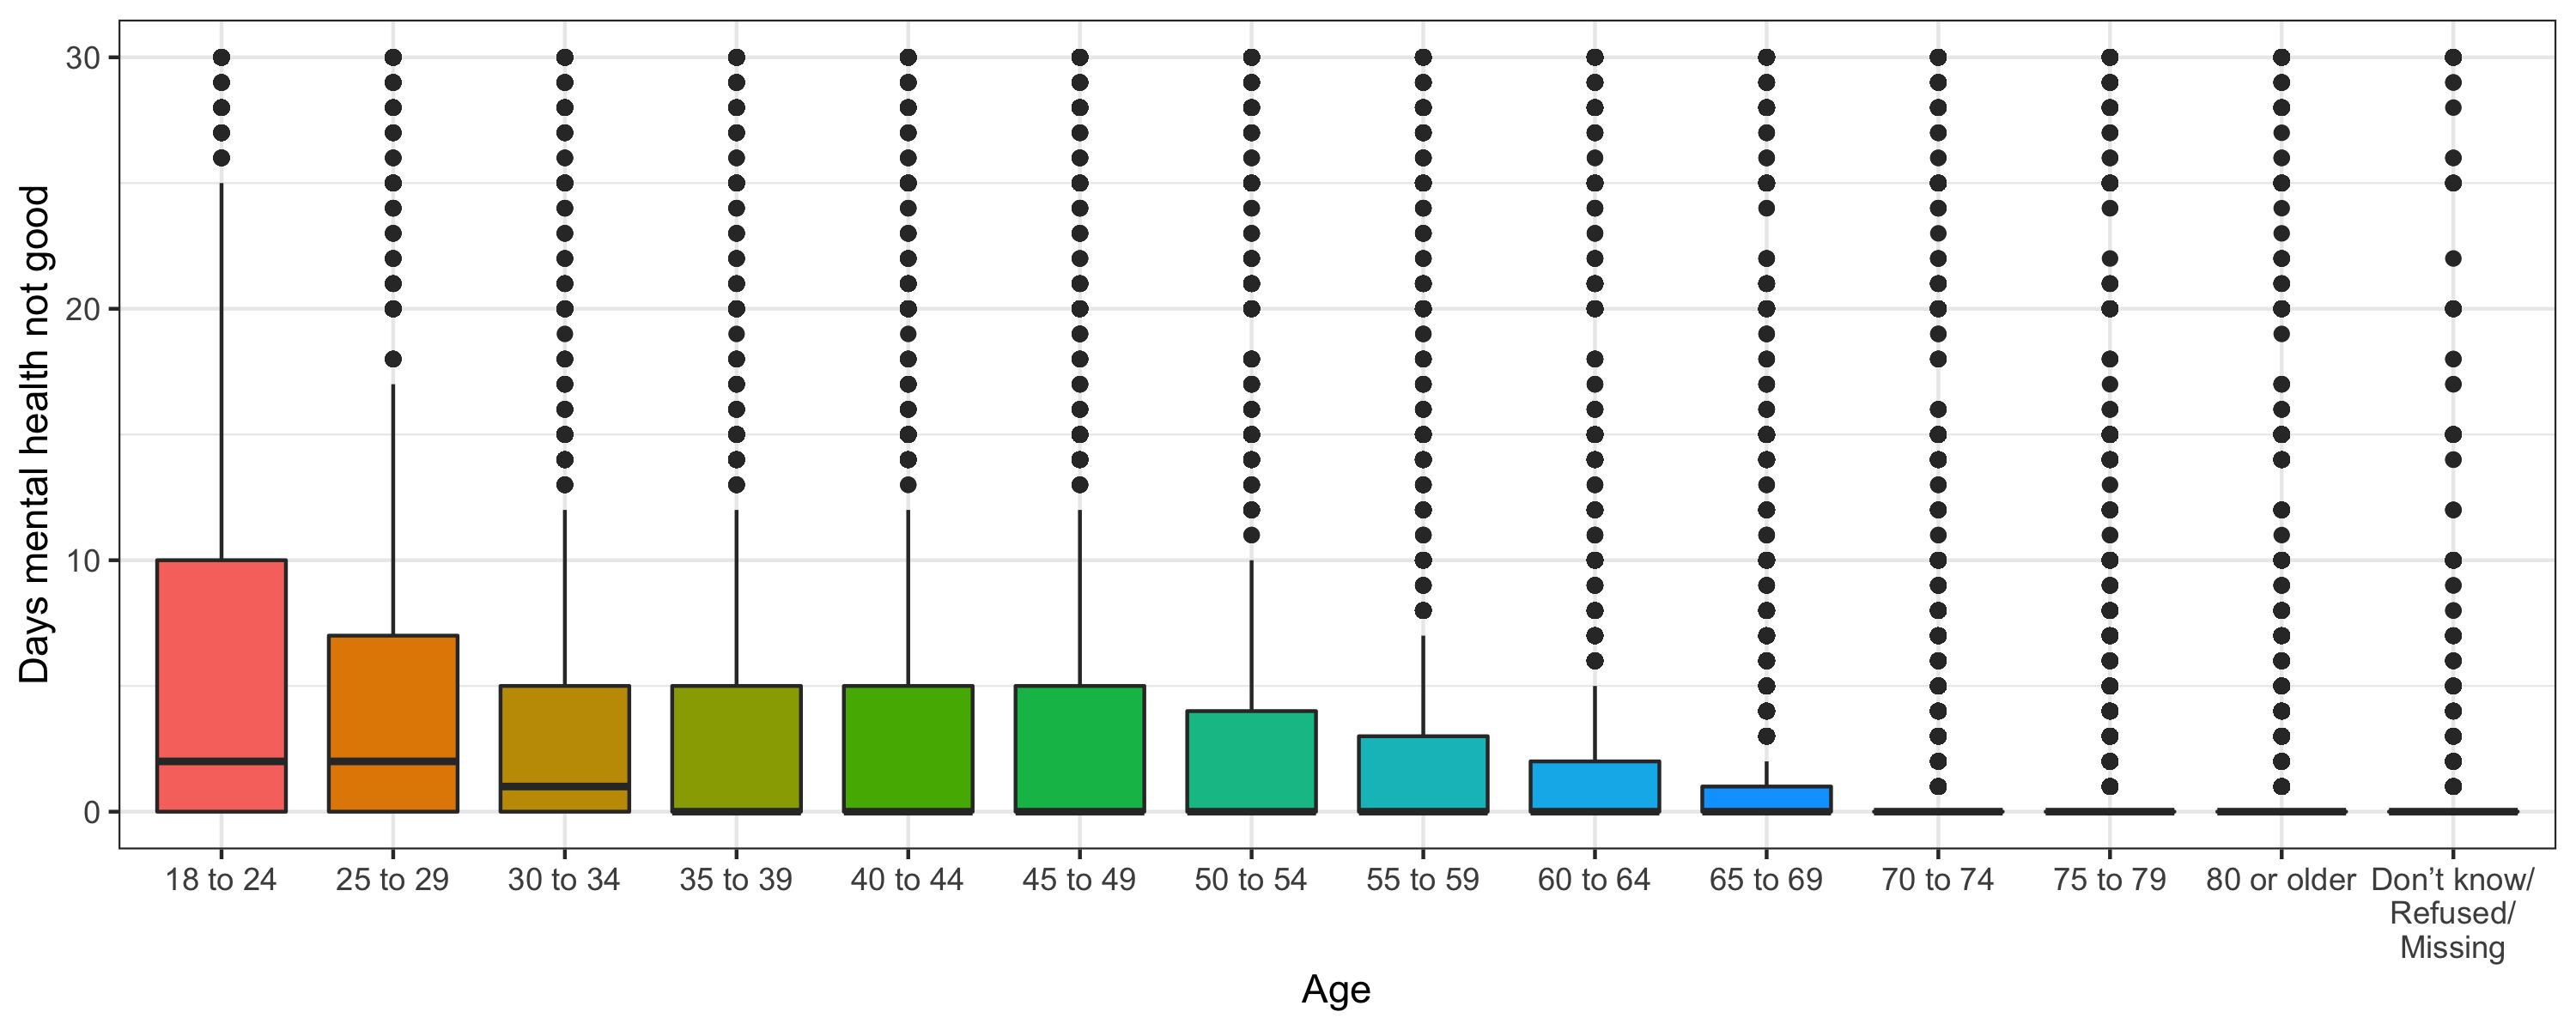 Days mental health not good
30
20
10
0
18 to 24
25 to 29
30 to 34
35 to 39
40 to 44
45 to 49
50 to 54
55 to 59
60 to 64
65 to 69
70 to 74
75 to 79
80 or older
Don’t know/
Refused/
Missing
Age